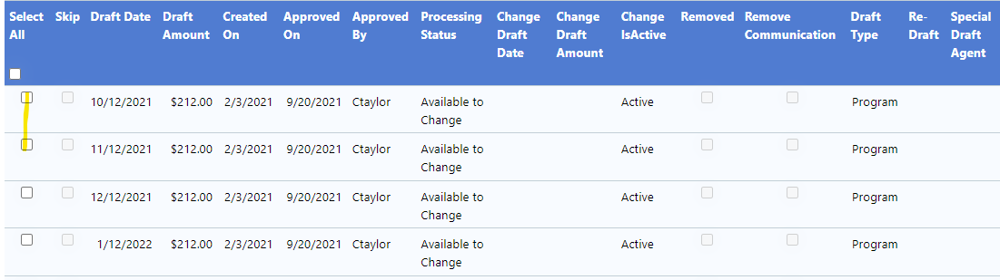 Select All Skip Draft Date Draft Amount Created On Approved On Approved By Processing Status Change Draft Date Change Draft Amount Change IsActive Removed Remove Communication Draft Type Re-Draft Special Draft Agent
10/12/2021 $212.00 2/3/2021 9/20/2021 Ctaylor Available to Change Active Program
11/12/2021 $212.00 2/3/2021 9/20/2021 Ctaylor Available to Change Active Program
12/12/2021 $212.00 2/3/2021 9/20/2021 Ctaylor Available to Change Active Program
1/12/2022 $212.00 2/3/2021 9/20/2021 Ctaylor Available to Change Active Program